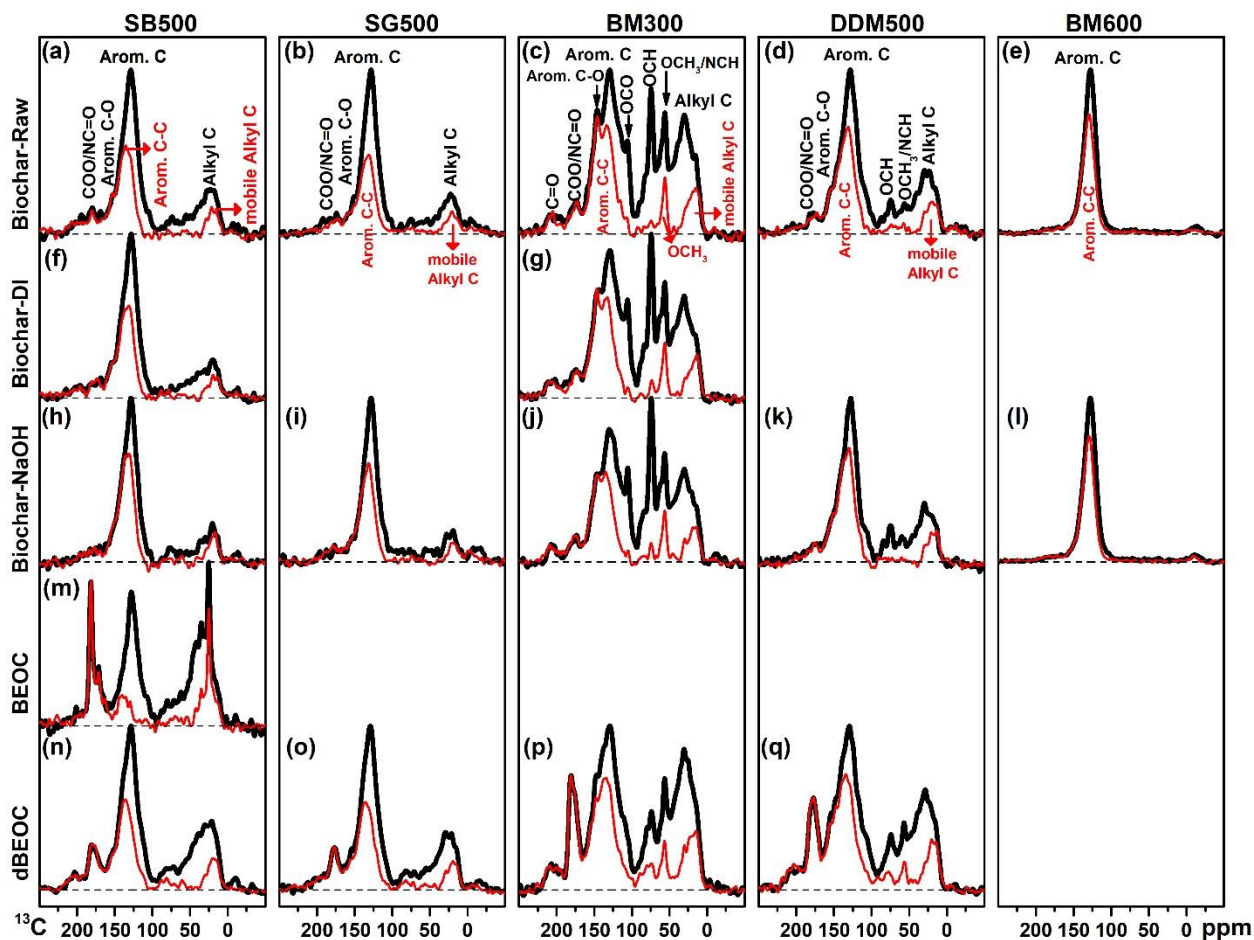 SB500 SG500 BM300 DDM500 BM600
Biochar-Raw
(a)
Arom. C
COO/NC=O
Arom. C-O
Arom. C-C
Alkyl C
mobile Alkyl C
(b)
Arom. C
COO/NC=O
Arom. C-O
Arom. C-C
Alkyl C
mobile
Alkyl C
(c)
Arom. C
Arom. C-O
C=O
COO/NC=O
Arom. C-C
OCO
OCH
OCH3/NCH
Alkyl C
mobile Alkyl C
OCH3
(d)
Arom. C
COO/NC=O
Arom. C-O
Arom. C-C
OCH
OCH3/NCH
Alkyl C
mobile
Alkyl C
(e)
Arom. C
Arom. C-C
Biochar-DI
(f)
(g)
Biochar-NaOH
(h)
(i)
(j)
(k)
(l)
BEOC
(m)
dBEOC
(n)
(o)
(p)
(q)
13C 200 150 100 50 0 200 150 100 50 0 200 150 100 50 0 200 150 100 50 0 200 150 100 50 0 ppm